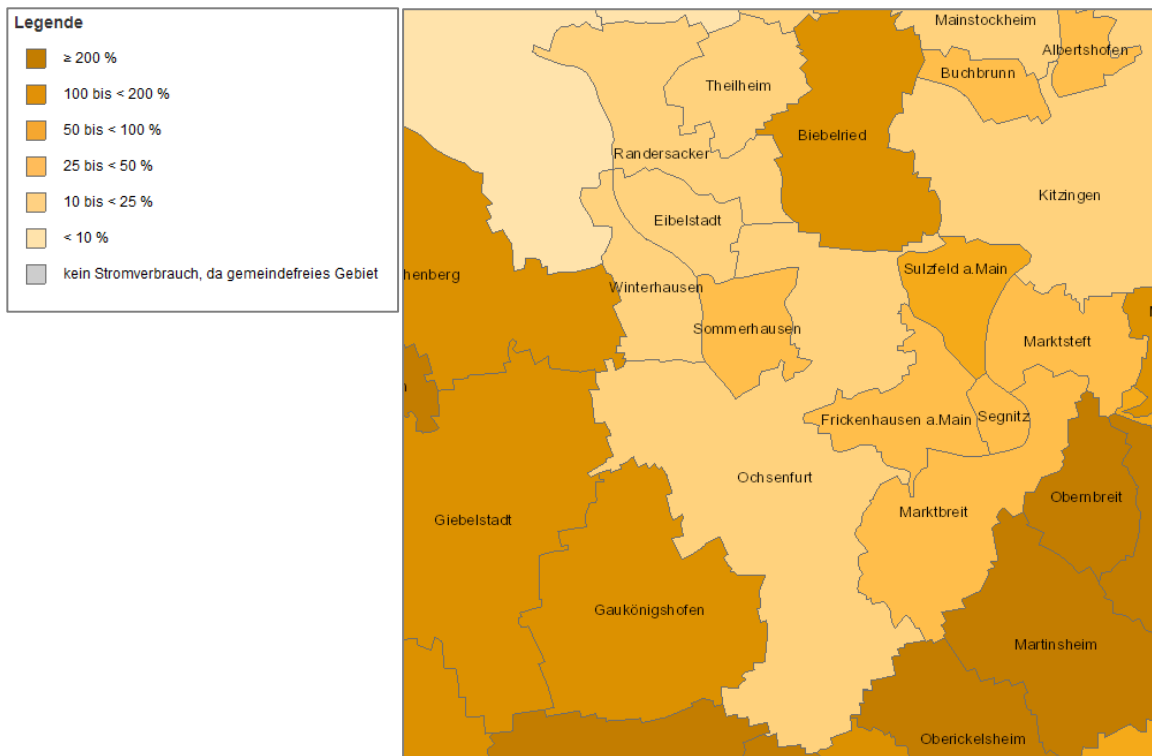 Legende
≥ 200 %
100 bis < 200 %
50 bis < 100 %
25 bis < 50 %
10 bis < 25 %
< 10 %
kein Stromverbrauch, da gemeindefreies Gebiet
Mainstockheim
Albertshofen
Buchbrunn
Theilheim
Biebelried
Randersacker
Kitzingen
Eibelstadt
Sulzfeld a.Main
henberg
Winterhausen
Sommerhausen
Marktsteft
Frickenhausen a.Main
Segnitz
Ochsenfurt
Obernbreit
Marktbreit
Giebelstadt
Gaukönigshofen
Martinsheim
Oberickelsheim